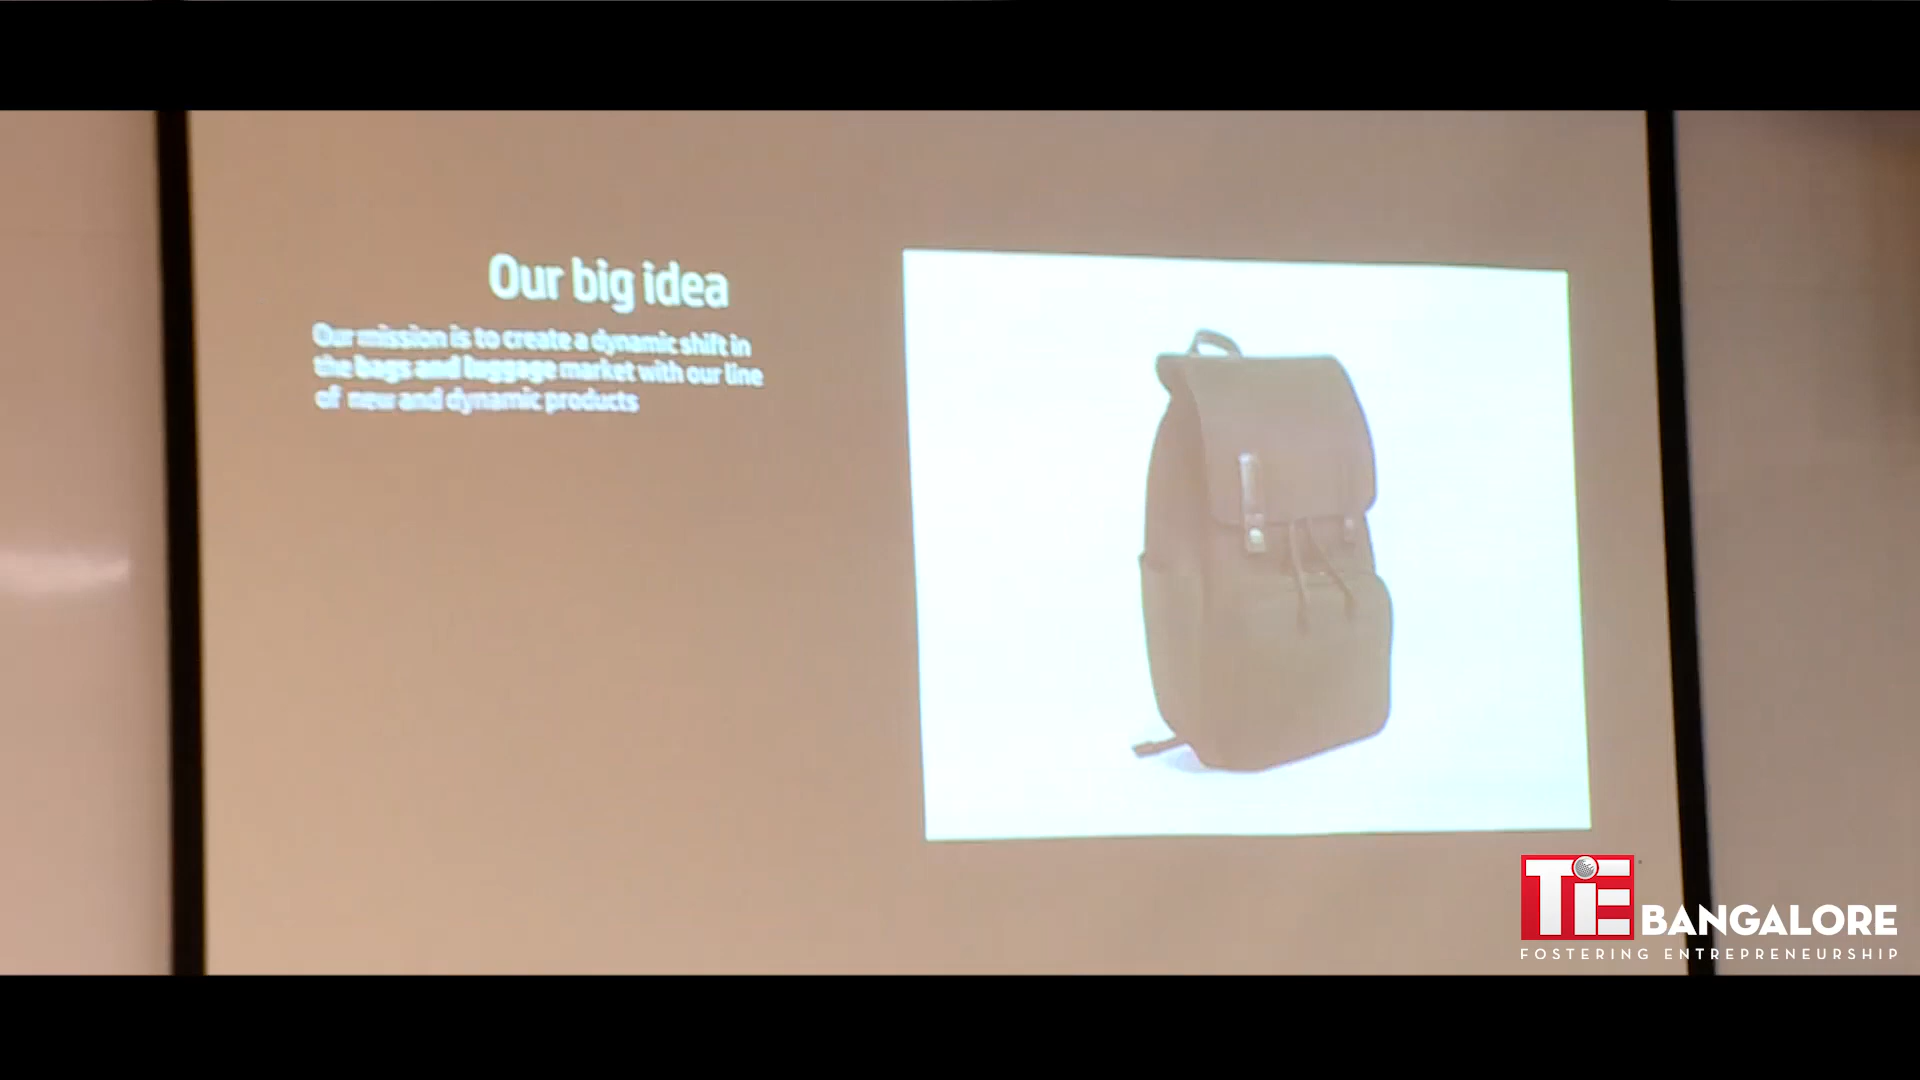 Our big idea
Our mission is to create a dynamic shift in
the bags and luggage market with our line
of new and dynamic products
TiE BANGALORE
FOSTERING ENTREPRENEURSHIP